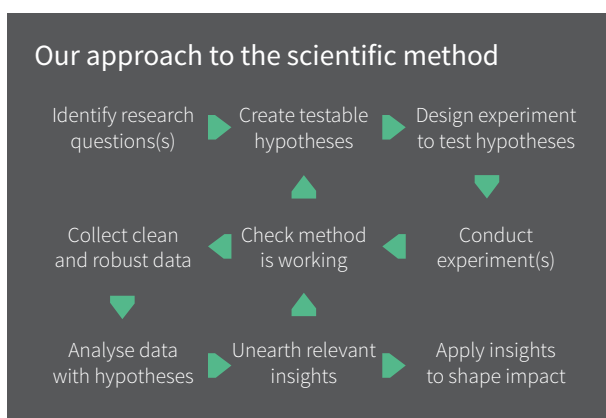 Our approach to the scientific method
Identify research
questions(s)
Create testable
hypotheses
Design experiment
to test hypotheses
Collect clean
and robust data
Check method
is working
Conduct
experiment(s)
Analyse data
with hypotheses
Unearth relevant
insights
Apply insights
to shape impact